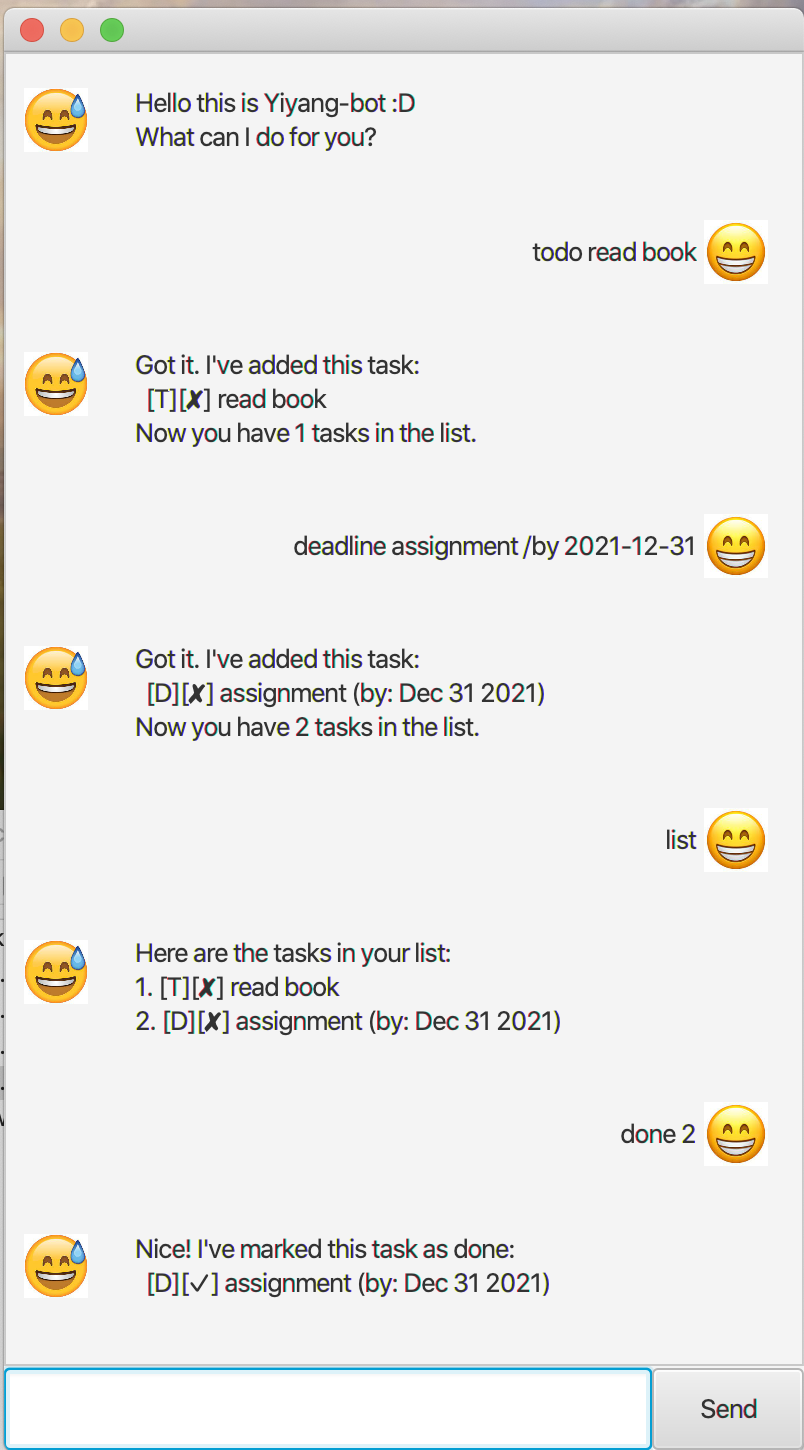 Hello this is Yiyang-bot :D
What can I do for you?
todo read book
Got it. I've added this task:
[T][✘] read book
Now you have 1 tasks in the list.
deadline assignment /by 2021-12-31
Got it. I've added this task:
[D][✘] assignment (by: Dec 31 2021)
Now you have 2 tasks in the list.
list
Here are the tasks in your list:
1. [T][✘] read book
2. [D][✘] assignment (by: Dec 31 2021)
done 2
Nice! I've marked this task as done:
[D][✓] assignment (by: Dec 31 2021)
Send